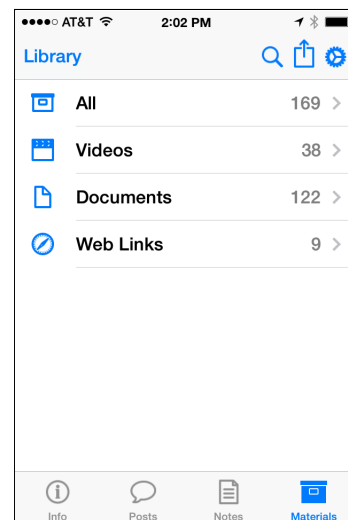 AT&T 2:02 PM
Library
All 169
Videos 38
Documents 122
Web Links 9
Info Posts Notes Materials